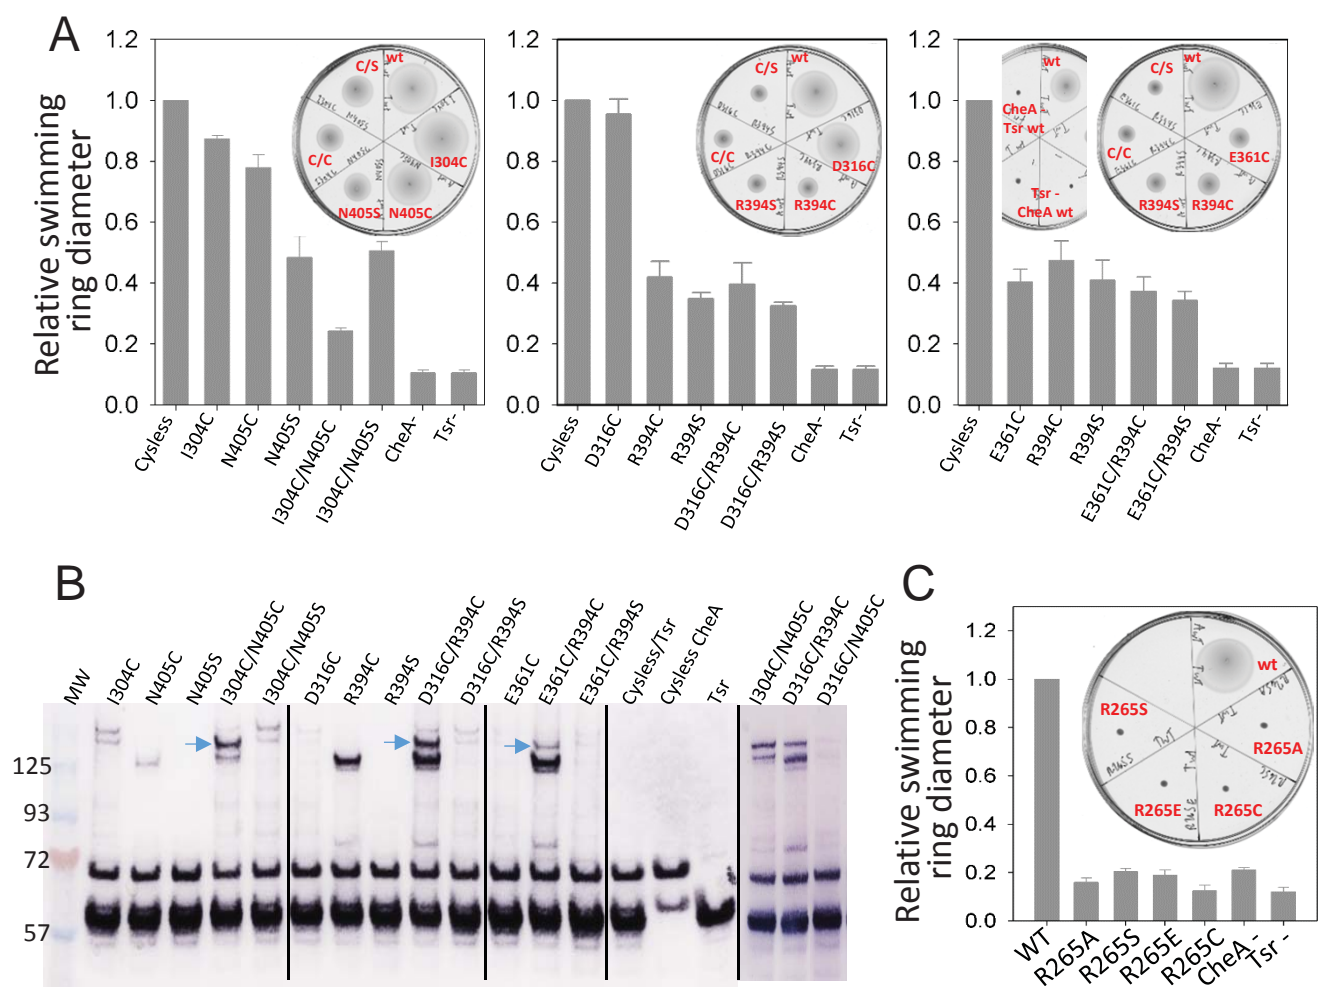 A
Relative swimming
ring diameter
1.2
1.0
0.8
0.6
0.4
0.2
0.0
C/S
wt
C/C
I304C
N405S
N405C
Cysless
I304C
N405C
N405S
I304C/N405C
I304C/N405S
CheA-
Tsr-
1.2
1.0
0.8
0.6
0.4
0.2
0.0
C/S
wt
C/C
D316C
R394S
R394C
Cysless
D316C
R394C
R394S
D316C/R394C
D316C/R394S
CheA-
Tsr-
1.2
1.0
0.8
0.6
0.4
0.2
0.0
wt
CheA -
Tsr wt
Tsr -
CheA wt
C/S
wt
C/C
E361C
R394S
R394C
Cysless
E361C
R394C
R394S
E361C/R394C
E361C/R394S
CheA-
Tsr-
B
MW
I304C
N405C
N405S
I304C/N405C
I304C/N405S
D316C
R394C
R394S
D316C/R394C
D316C/R394S
E361C
E361C/R394C
E361C/R394S
Cysless/Tsr
Cysless CheA
Tsr
I304C/N405C
D316C/R394C
D316C/N405C
125
93
72
57
C
Relative swimming
ring diameter
1.2
1.0
0.8
0.6
0.4
0.2
0.0
wt
R265S
R265A
R265E
R265C
WT
R265A
R265S
R265E
R265C
CheA -
Tsr -